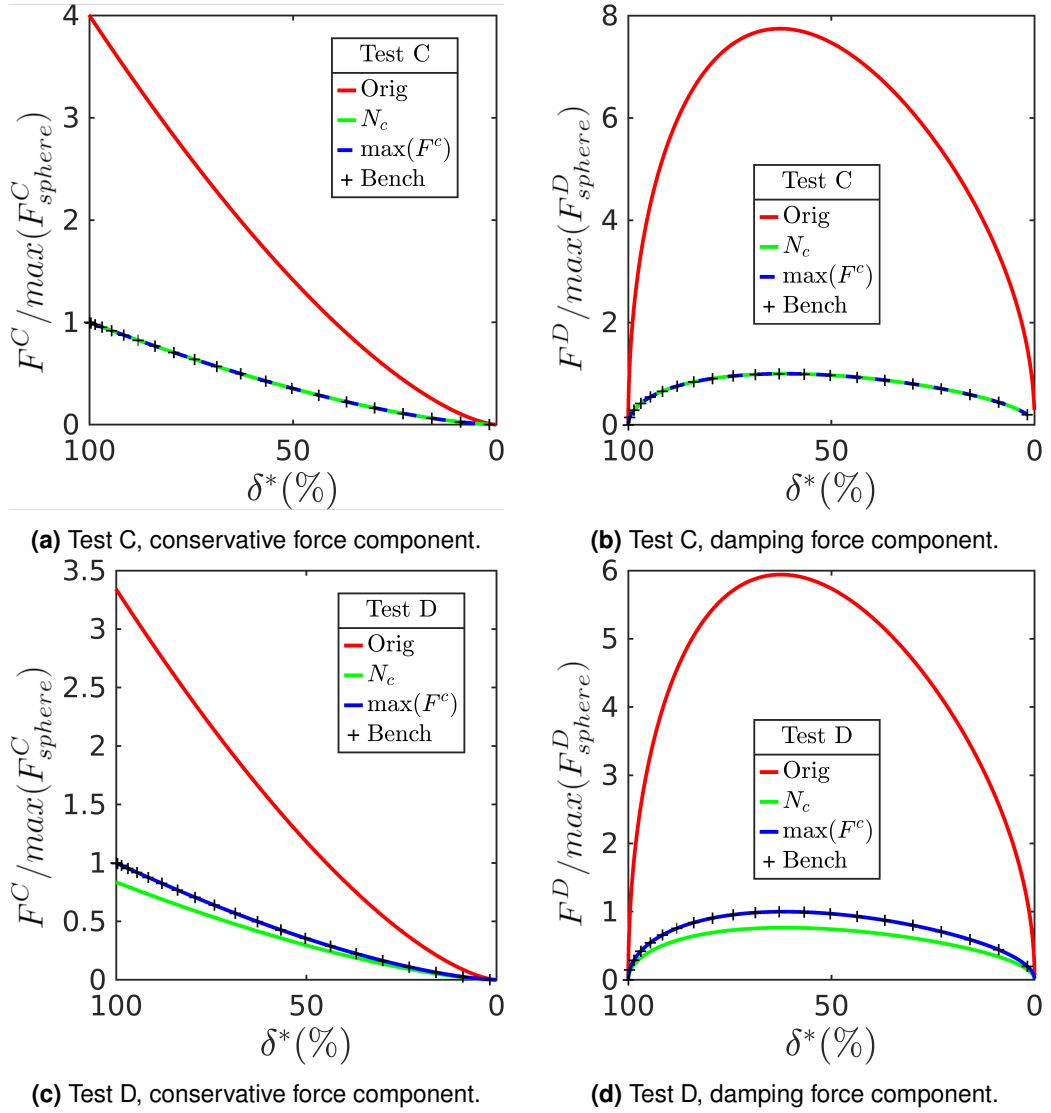 4
3
2
1
0
100
50
0
F^C/max(F^C_sphere)
δ*(%)
Test C
Orig
N_c
max(F^c)
+ Bench
(a) Test C, conservative force component.
8
6
4
2
0
100
50
0
F^D/max(F^D_sphere)
δ*(%)
Test C
Orig
N_c
max(F^c)
+ Bench
(b) Test C, damping force component.
3.5
3
2.5
2
1.5
1
0.5
0
100
50
0
F^C/max(F^C_sphere)
δ*(%)
Test D
Orig
N_c
max(F^c)
+ Bench
(c) Test D, conservative force component.
6
5
4
3
2
1
0
100
50
0
F^D/max(F^D_sphere)
δ*(%)
Test D
Orig
N_c
max(F^c)
+ Bench
(d) Test D, damping force component.